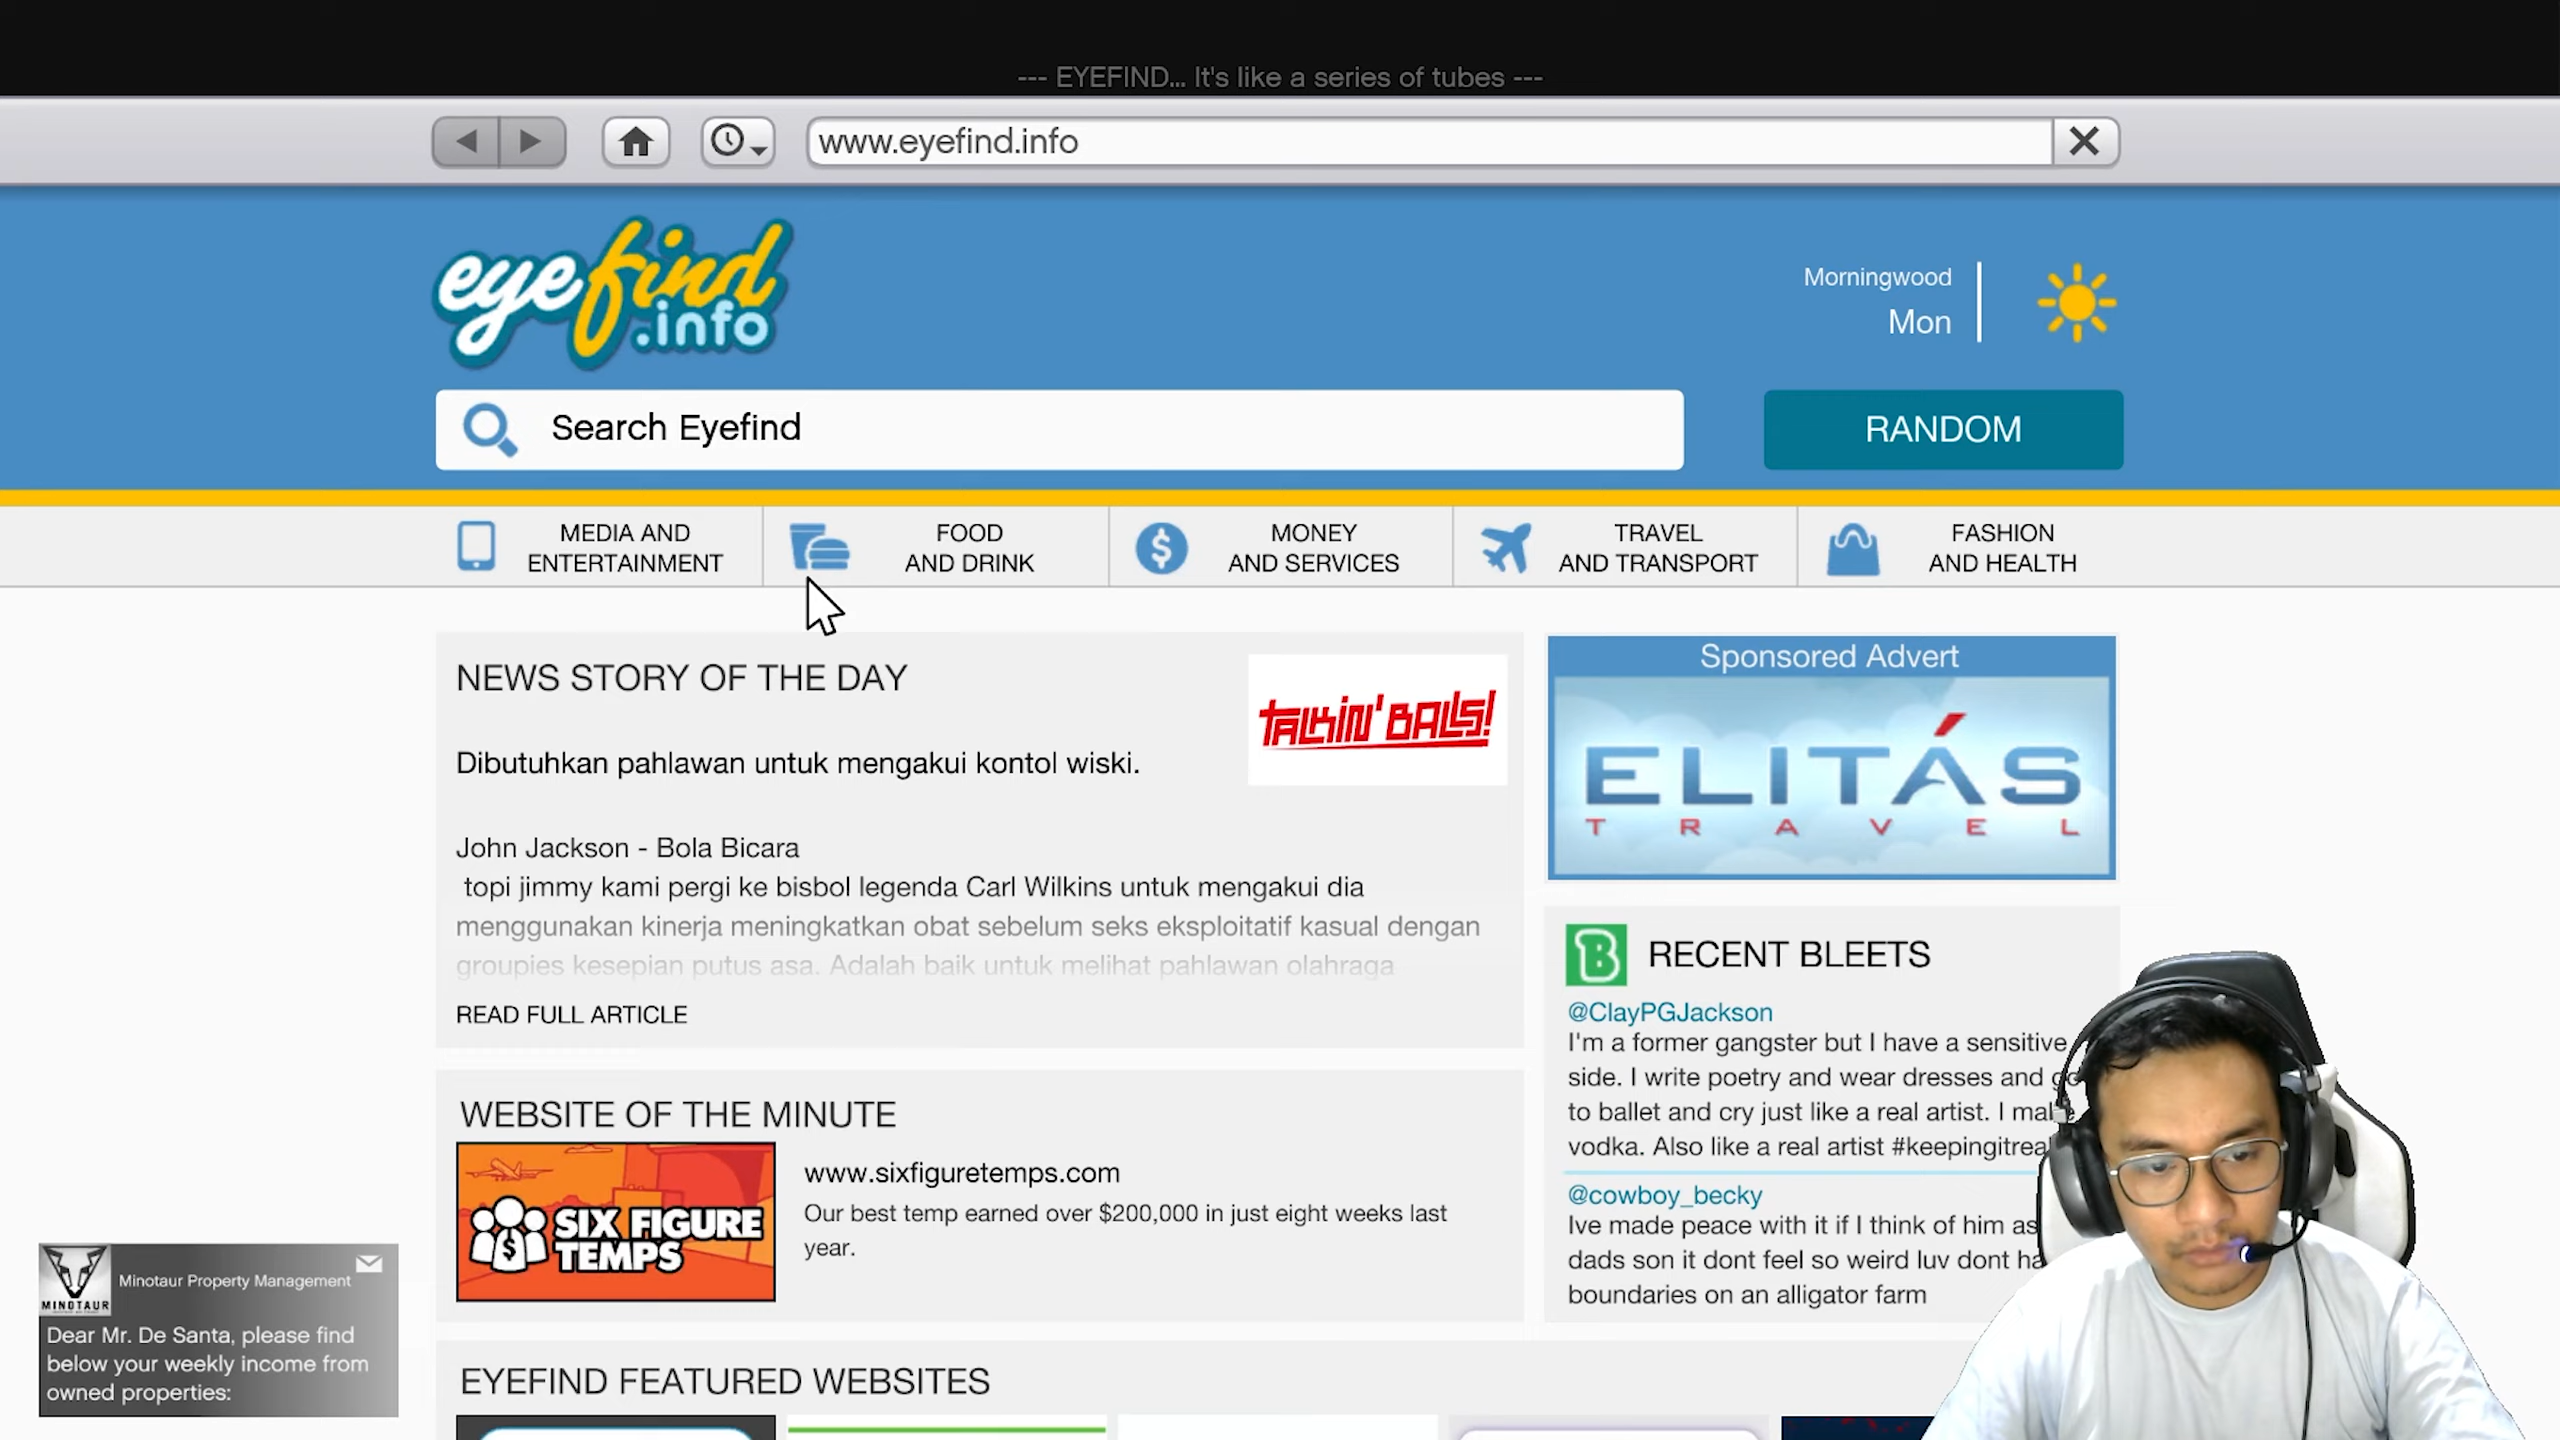 --- EYEFIND... It's like a series of tubes ---
www.eyefind.info
eyefind
.info
Morningwood
Mon
Search Eyefind
RANDOM
MEDIA AND
ENTERTAINMENT
FOOD
AND DRINK
MONEY
AND SERVICES
TRAVEL
AND TRANSPORT
FASHION
AND HEALTH
NEWS STORY OF THE DAY
TALKIN' BALLS!
Dibutuhkan pahlawan untuk mengakui kontol wiski.
John Jackson - Bola Bicara
topi jimmy kami pergi ke bisbol legenda Carl Wilkins untuk mengakui dia
menggunakan kinerja meningkatkan obat sebelum seks eksploitatif kasual dengan
groupies kesepian putus asa. Adalah baik untuk melihat pahlawan olahraga
READ FULL ARTICLE
Sponsored Advert
ELITÁS
TRAVEL
B RECENT BLEETS
@ClayPGJackson
I'm a former gangster but I have a sensitive
side. I write poetry and wear dresses and
to ballet and cry just like a real artist. I
vodka. Also like a real artist
@cowboy_becky
Ive made peace with it if I think of him as
dads son it dont feel so weird luv dont
boundaries on an alligator farm
WEBSITE OF THE MINUTE
SIX FIGURE
TEMPS
www.sixfiguretemps.com
Our best temp earned over $200,000 in just eight weeks last
year.
EYEFIND FEATURED WEBSITES
MINOTAUR
Minotaur Property Management
Dear Mr. De Santa, please find
below your weekly income from
owned properties: